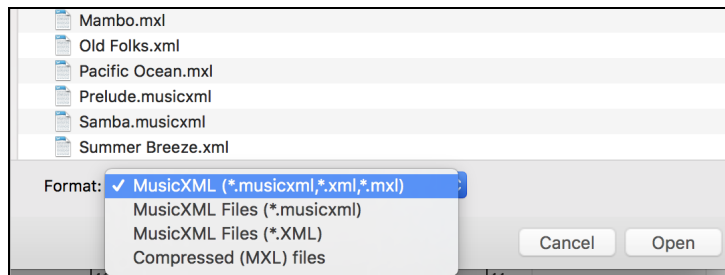 Mambo.mxl
Old Folks.xml
Pacific Ocean.mxl
Prelude.musicxml
Samba.musicxml
Summer Breeze.xml
Format: ✓ MusicXML (*.musicxml,*.xml,*.mxl)
MusicXML Files (*.musicxml)
MusicXML Files (*.XML)
Compressed (MXL) files
Cancel Open